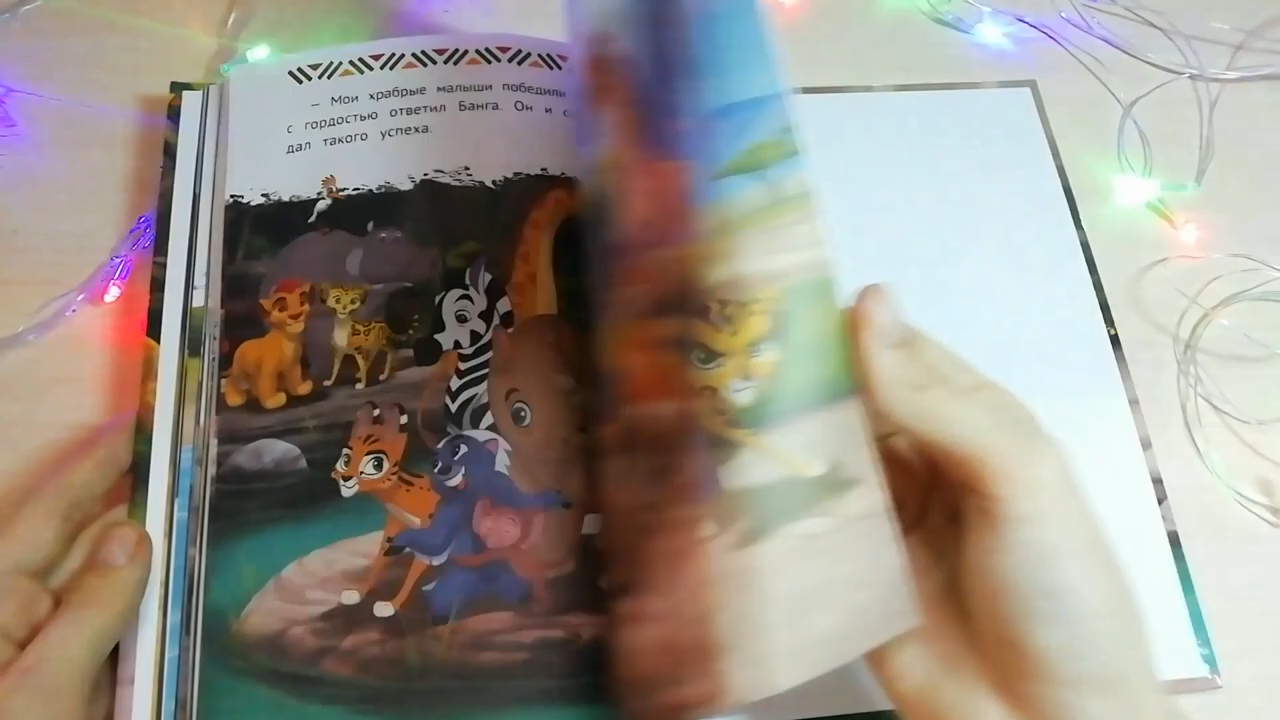 – Мои храбрые малыши победили
с гордостью ответил Банга. Он и с
дал такого успеха.